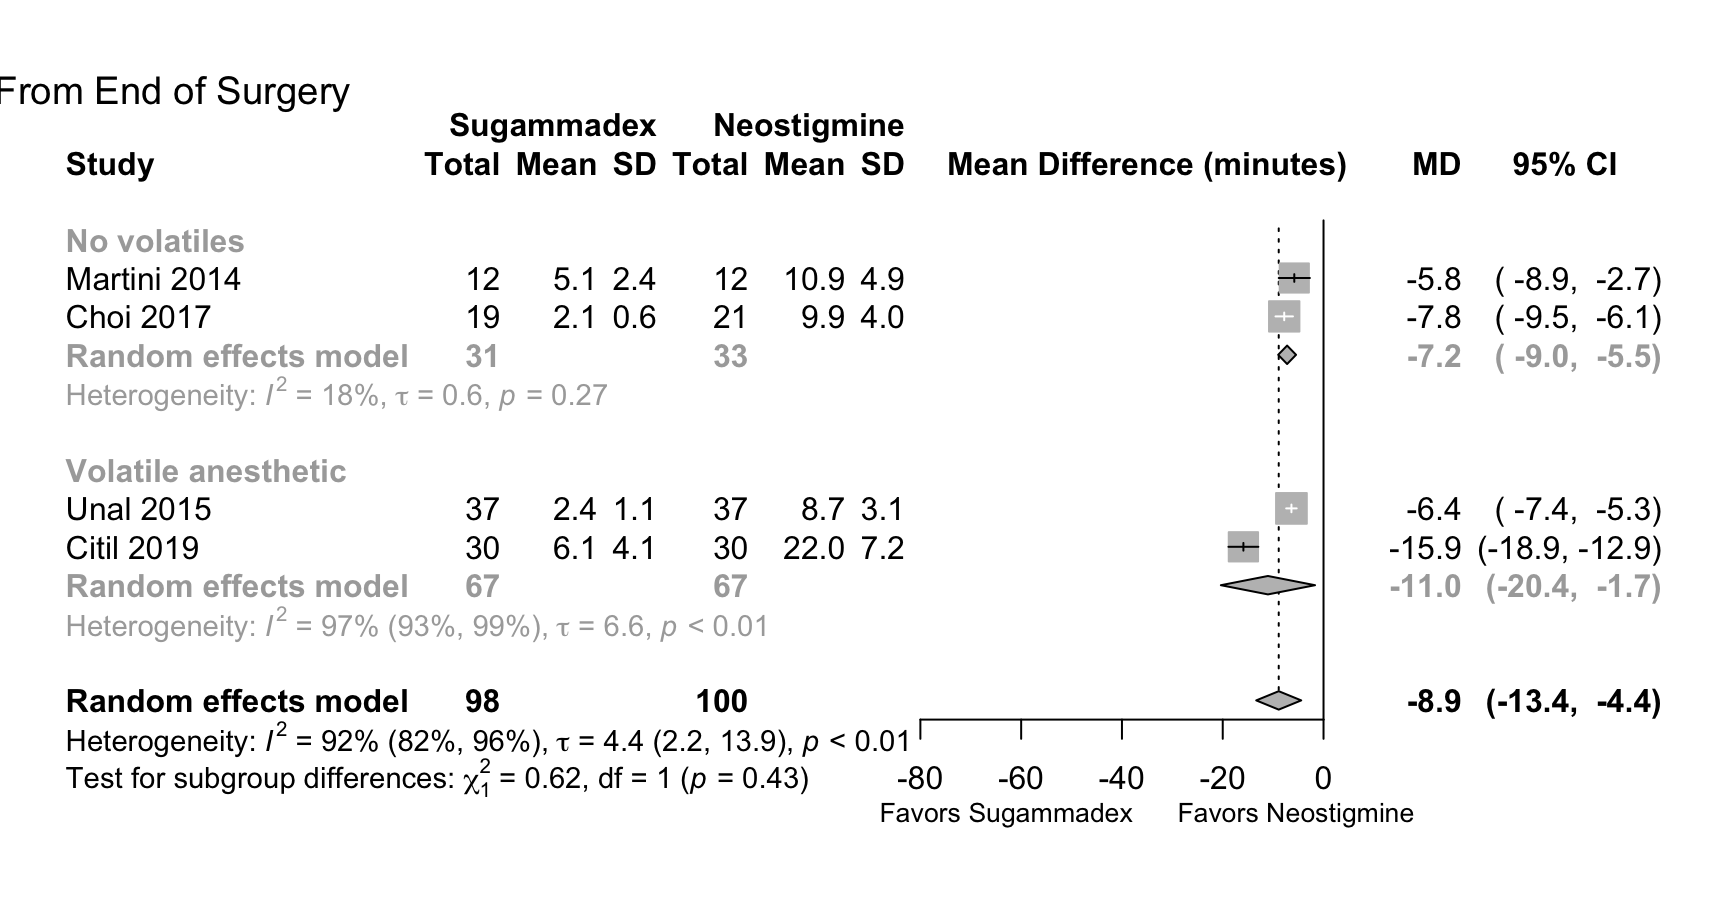 From End of Surgery
Sugammadex Neostigmine
Study Total Mean SD Total Mean SD Mean Difference (minutes) MD 95% CI
No volatiles
Martini 2014 12 5.1 2.4 12 10.9 4.9 -5.8 ( -8.9, -2.7)
Choi 2017 19 2.1 0.6 21 9.9 4.0 -7.8 ( -9.5, -6.1)
Random effects model 31 33 -7.2 ( -9.0, -5.5)
Heterogeneity: I² = 18%, τ = 0.6, p = 0.27
Volatile anesthetic
Unal 2015 37 2.4 1.1 37 8.7 3.1 -6.4 ( -7.4, -5.3)
Citil 2019 30 6.1 4.1 30 22.0 7.2 -15.9 (-18.9, -12.9)
Random effects model 67 67 -11.0 (-20.4, -1.7)
Heterogeneity: I² = 97% (93%, 99%), τ = 6.6, p < 0.01
Random effects model 98 100 -8.9 (-13.4, -4.4)
Heterogeneity: I² = 92% (82%, 96%), τ = 4.4 (2.2, 13.9), p < 0.01
Test for subgroup differences: χ²₁ = 0.62, df = 1 (p = 0.43)
-80 -60 -40 -20 0
Favors Sugammadex Favors Neostigmine